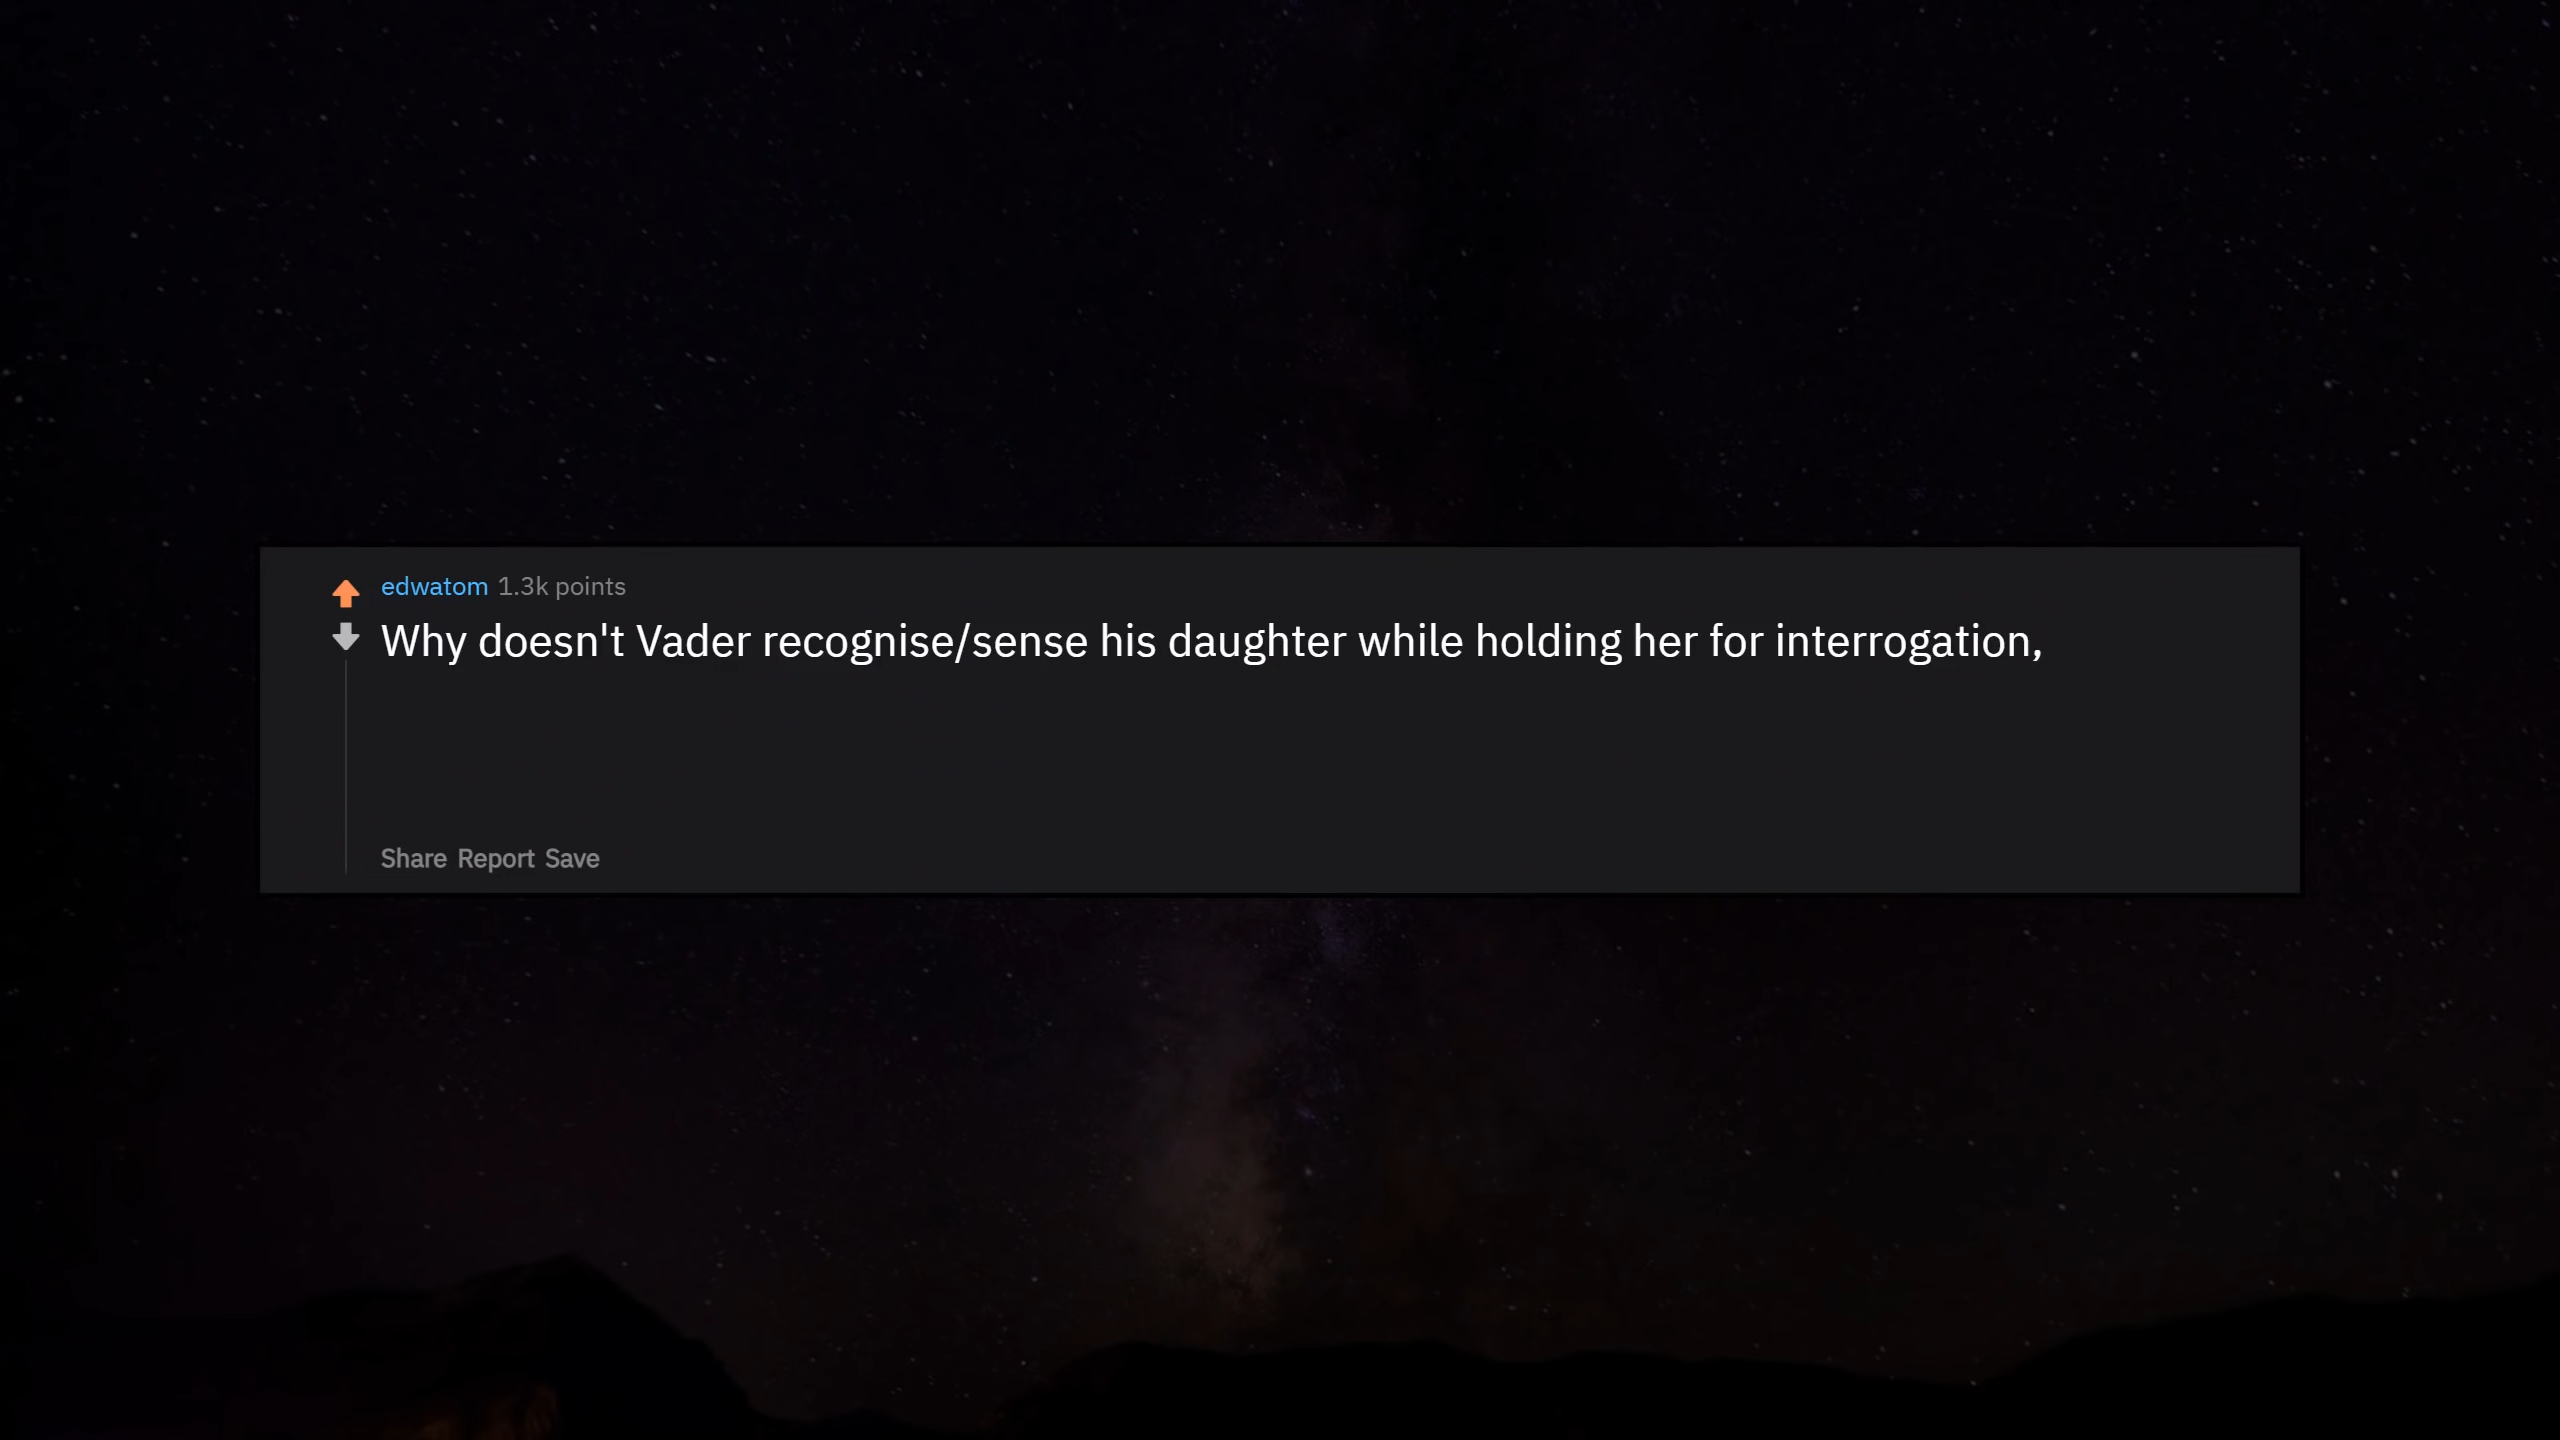 edwatom 1.3k points
Why doesn't Vader recognise/sense his daughter while holding her for interrogation,
Share Report Save